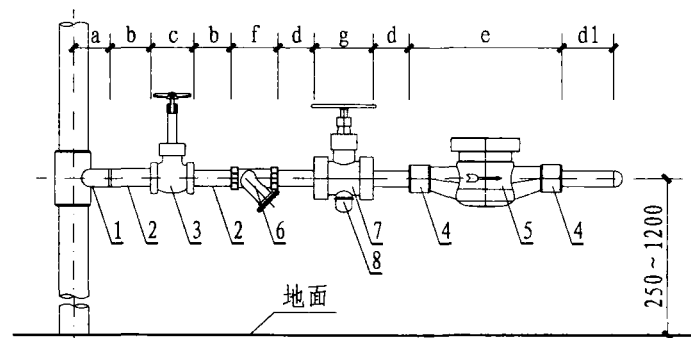 a b c b f d g d e d1
1 2 3 2 6 8 7 4 5 4
地面
250~1200